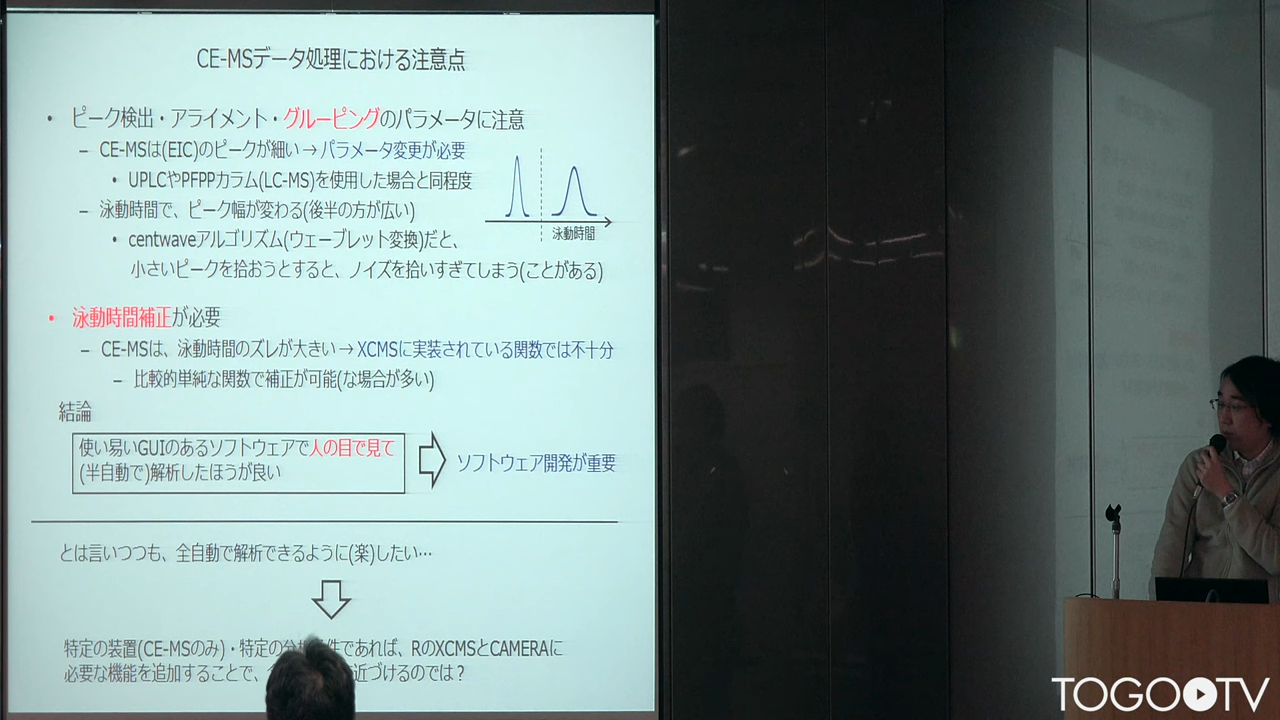 CE-MSデータ処理における注意点
• ピーク検出・アライメント・グルーピングのパラメータに注意
– CE-MSは(EIC)のピークが細い→パラメータ変更が必要
• UPLCやPFPPカラム(LC-MS)を使用した場合と同程度
– 泳動時間で、ピーク幅が変わる(後半の方が広い)
泳動時間
• centwaveアルゴリズム(ウェーブレット変換)だと、
小さいピークを拾おうとすると、ノイズを拾いすぎてしまう(ことがある)
• 泳動時間補正が必要
– CE-MSは、泳動時間のズレが大きい→XCMSに実装されている関数では不十分
– 比較的単純な関数で補正が可能(な場合が多い)
結論
使い易いGUIのあるソフトウェアで人の目で見て
(半自動で)解析したほうが良い
ソフトウェア開発が重要
とは言いつつも、全自動で解析できるように(楽)したい…
特定の装置(CE-MSのみ)・特定の分 件であれば、RのXCMSとCAMERAに
必要な機能を追加することで、 近づけるのでは？
TOGOTV